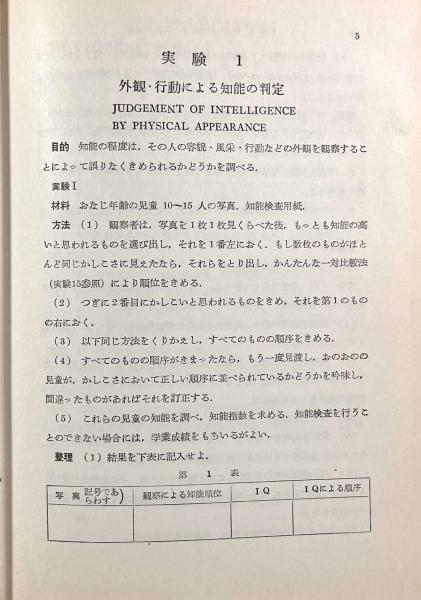 5
実験 1
外観・行動による知能の判定
JUDGEMENT OF INTELLIGENCE
BY PHYSICAL APPEARANCE
目的 知能の程度は，その人の容貌・風采・行動などの外観を観察するこ
とによって誤りなくきめられるかどうかを調べる．
実験Ⅰ
材料 おなじ年齢の児童 10〜15 人の写真．知能検査用紙．
方法 (1) 観察者は，写真を1枚1枚見くらべた後，もっとも知能の高
いと思われるものを選び出し，それを1番左におく．もし数枚のものがほと
んど同じかしこさに見えたなら，それらをとり出し，かんたんな一対比較法
(実験15参照) により順位をきめる．
(2) つぎに2番目にかしこいと思われるものをきめ，それを第1のもの
の右におく．
(3) 以下同じ方法をくりかえし，すべてのものの順序をきめる．
(4) すべてのものの順序がきまったなら，もう一度見渡し，おのおのの
児童が，かしこさにおいて正しい順序に並べられているかどうかを吟味し，
間違ったものがあればそれを訂正する．
(5) これらの児童の知能を調べ，知能指数を求める．知能検査を行うこ
とのできない場合には，学業成績をもちいるがよい．
整理 (1) 結果を下表に記入せよ．
第 1 表
写真(記号であらわす) 観察による知能順位 IQ IQによる順序